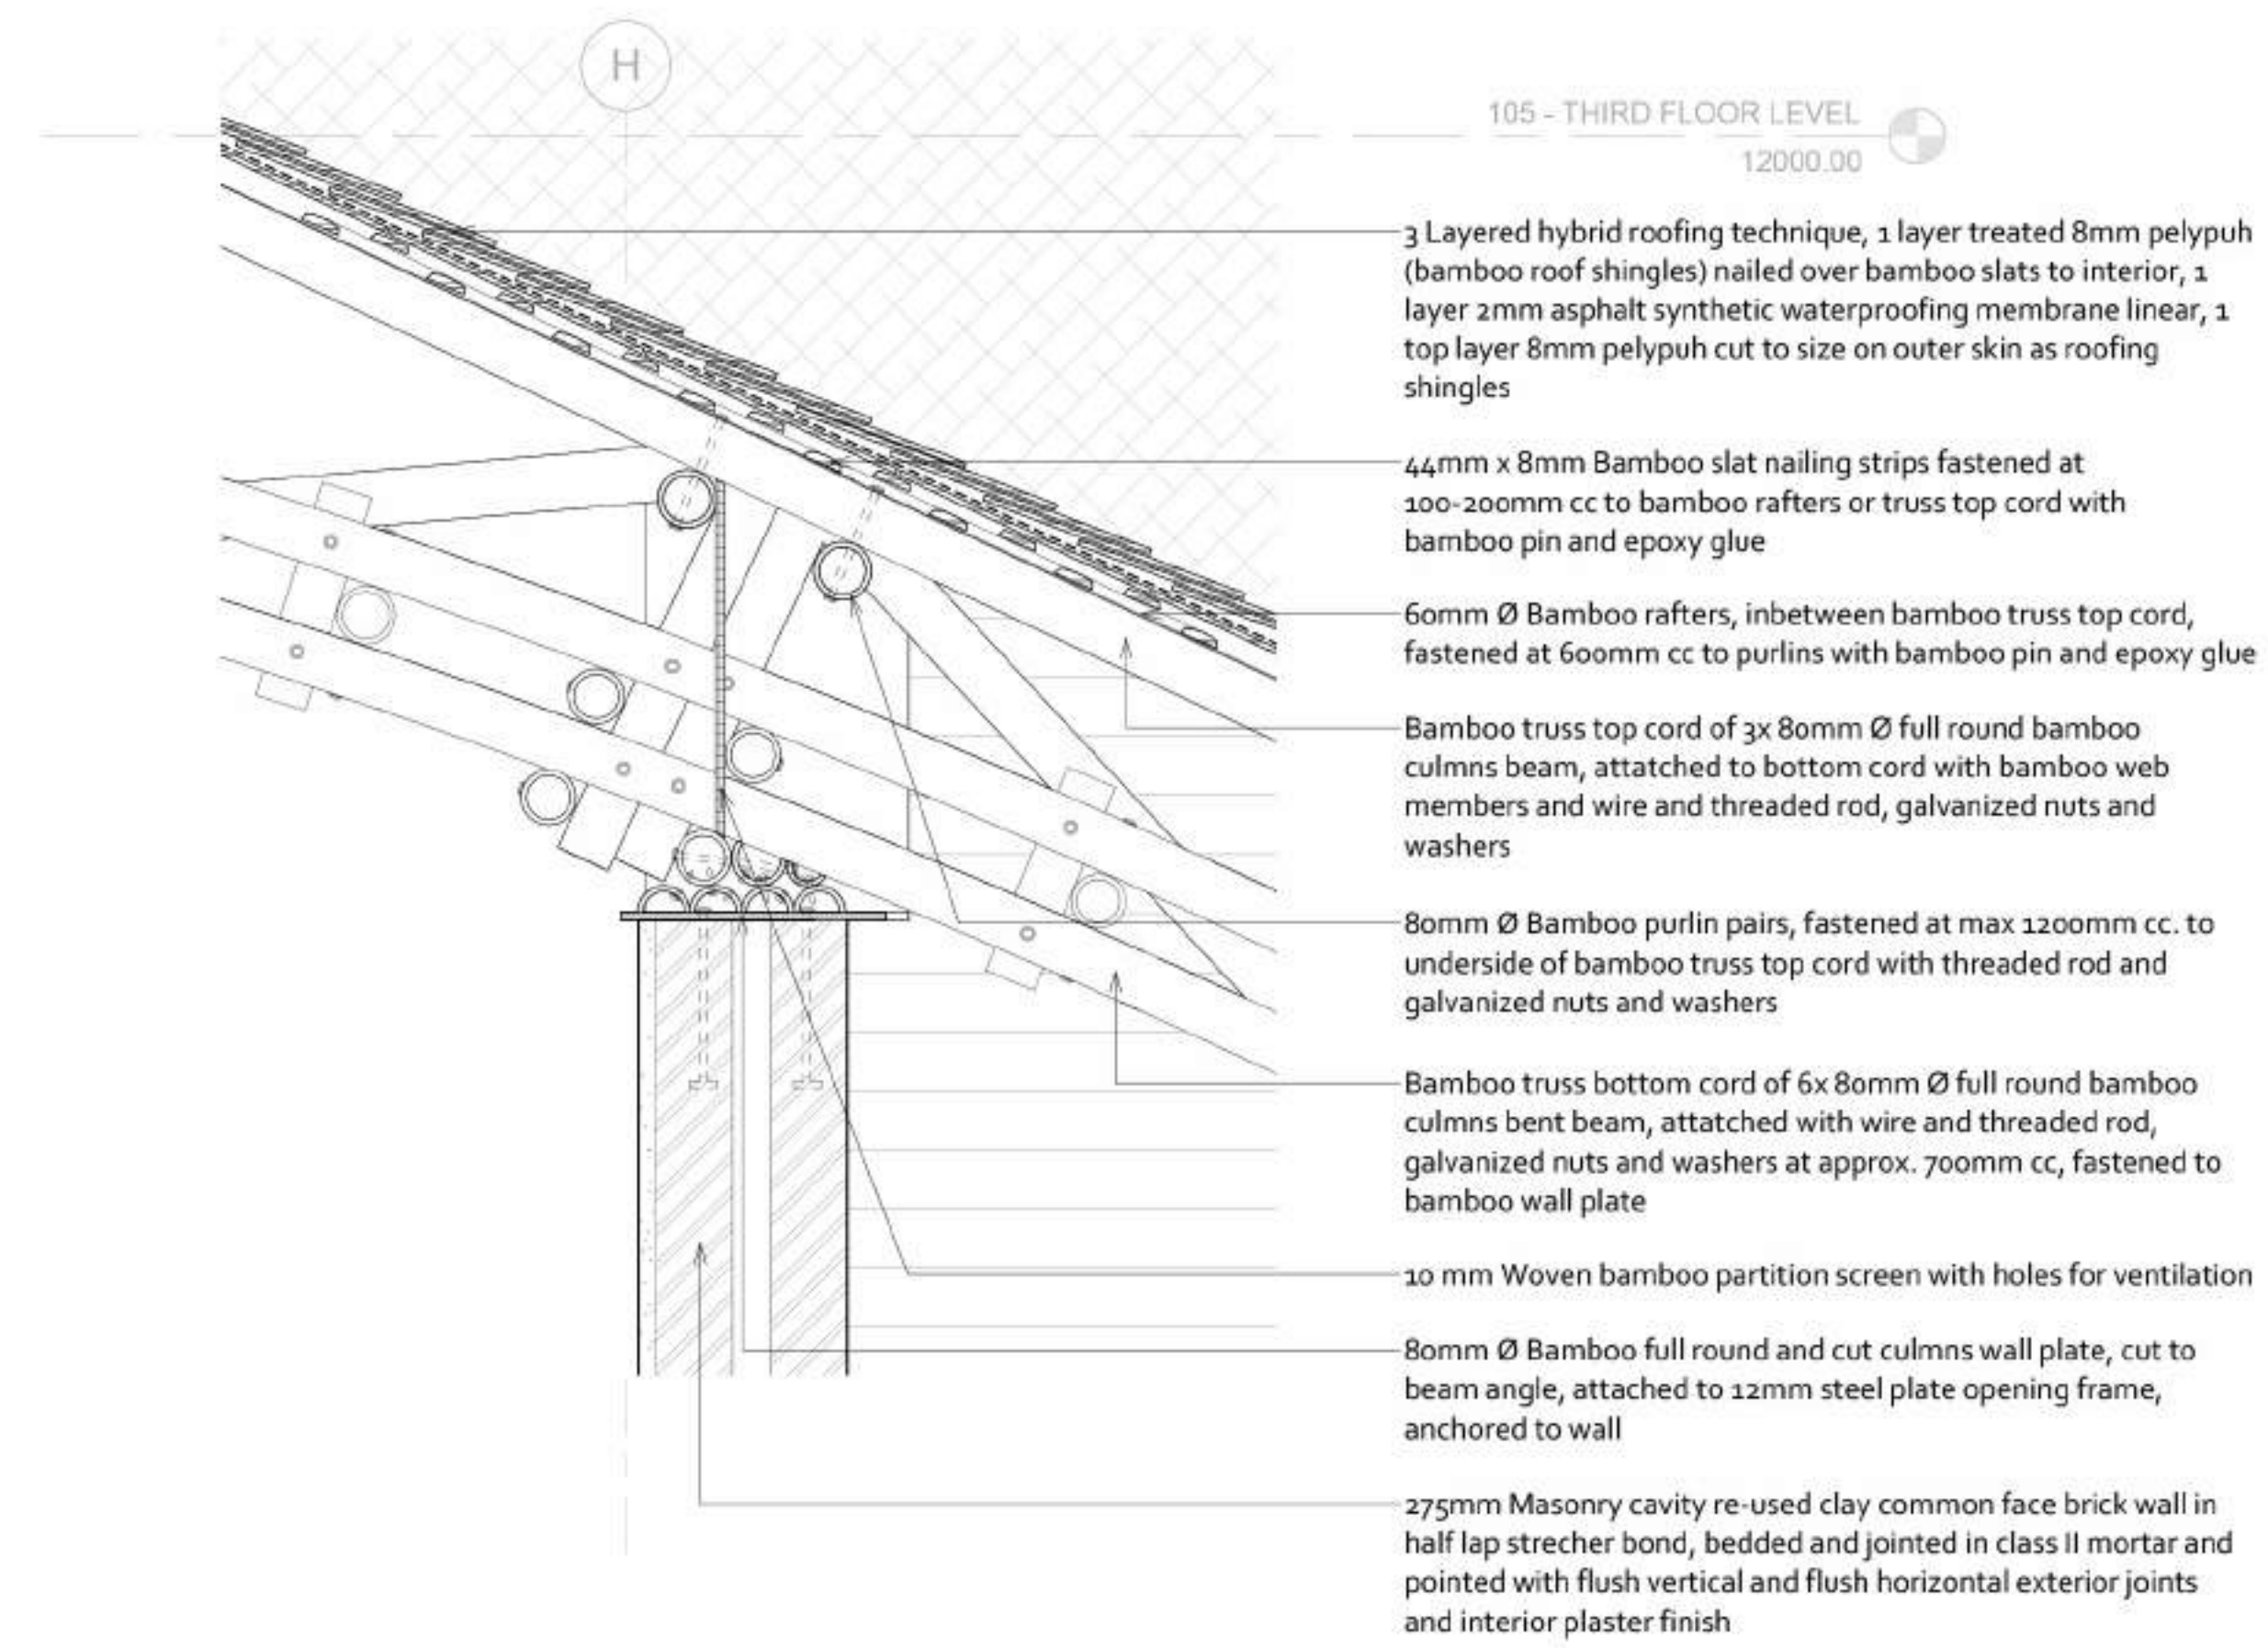 H
105 - THIRD FLOOR LEVEL
12000.00
3 Layered hybrid roofing technique, 1 layer treated 8mm pelypuh
(bamboo roof shingles) nailed over bamboo slats to interior, 1
layer 2mm asphalt synthetic waterproofing membrane linear, 1
top layer 8mm pelypuh cut to size on outer skin as roofing
shingles
44mm x 8mm Bamboo slat nailing strips fastened at
100-200mm cc to bamboo rafters or truss top cord with
bamboo pin and epoxy glue
60mm Ø Bamboo rafters, inbetween bamboo truss top cord,
fastened at 600mm cc to purlins with bamboo pin and epoxy glue
Bamboo truss top cord of 3x 80mm Ø full round bamboo
culmns beam, attatched to bottom cord with bamboo web
members and wire and threaded rod, galvanized nuts and
washers
80mm Ø Bamboo purlin pairs, fastened at max 1200mm cc. to
underside of bamboo truss top cord with threaded rod and
galvanized nuts and washers
Bamboo truss bottom cord of 6x 80mm Ø full round bamboo
culmns bent beam, attatched with wire and threaded rod,
galvanized nuts and washers at approx. 700mm cc, fastened to
bamboo wall plate
10 mm Woven bamboo partition screen with holes for ventilation
80mm Ø Bamboo full round and cut culmns wall plate, cut to
beam angle, attached to 12mm steel plate opening frame,
anchored to wall
275mm Masonry cavity re-used clay common face brick wall in
half lap strecher bond, bedded and jointed in class II mortar and
pointed with flush vertical and flush horizontal exterior joints
and interior plaster finish